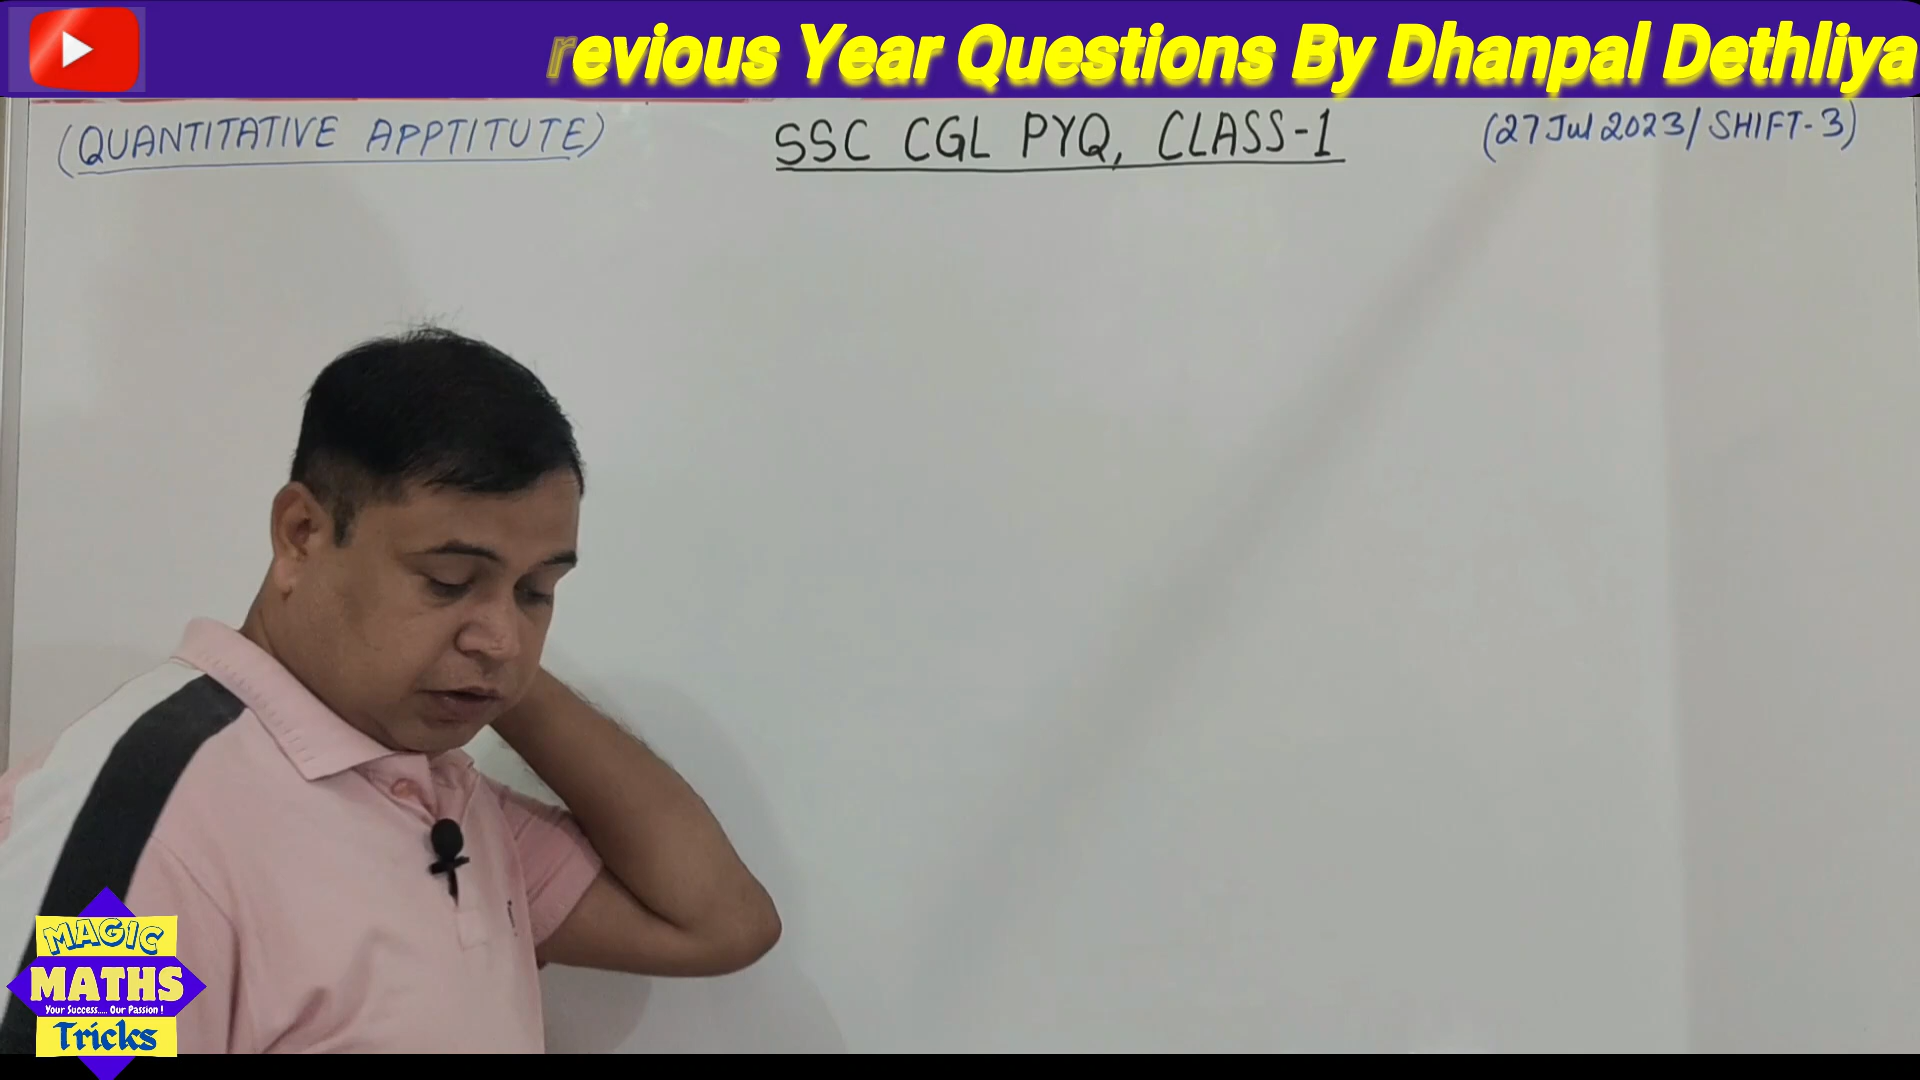 revious Year Questions By Dhanpal Dethliya
(QUANTITATIVE APPTITUTE)
SSC CGL PYQ, CLASS-1
(27 Jul 2023/ SHIFT-3)
MAGIC
MATHS
Your Success..... Our Passion !
Tricks